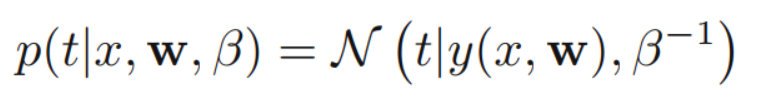 p(t|x, w, β) = 𝒩 (t|y(x, w), β⁻¹)